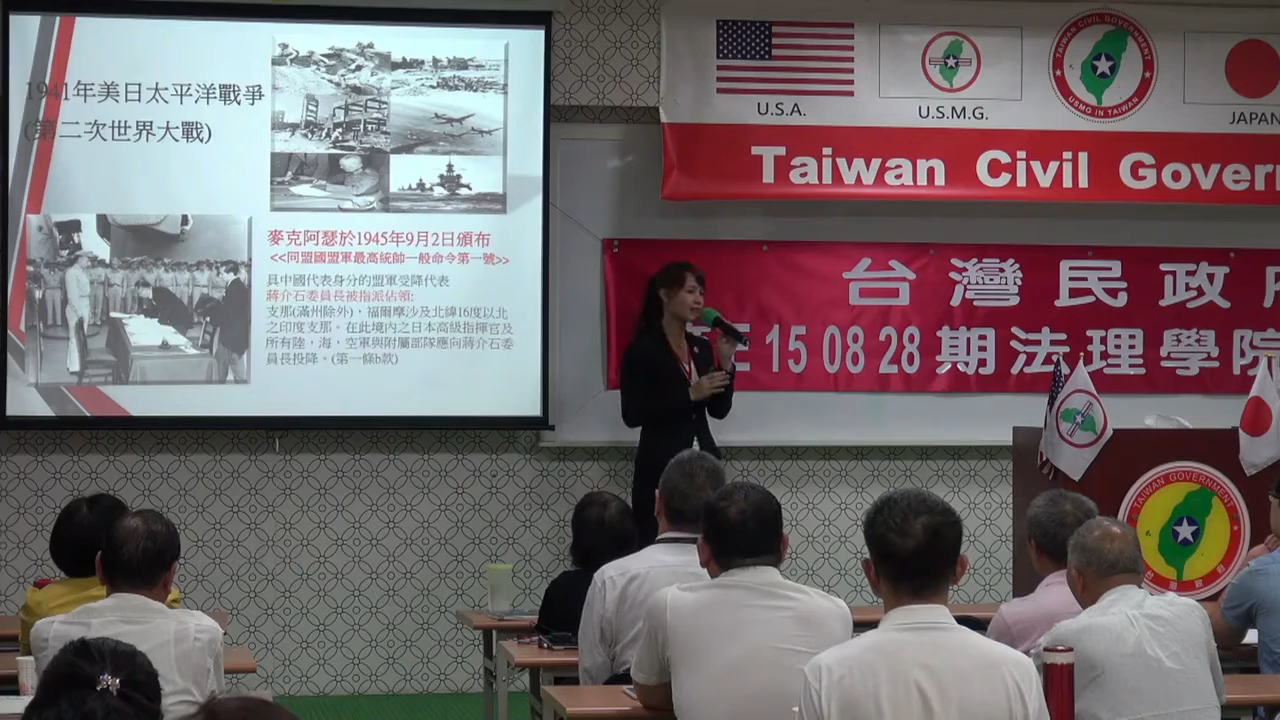 1941年美日太平洋戰爭
(第二次世界大戰)
麥克阿瑟於1945年9月2日頒布
<<同盟國盟軍最高統帥一般命令第一號>>
具中國代表身分的盟軍受降代表
蔣介石委員長被指派佔領:
支那(滿州除外)，福爾摩沙及北緯16度以北
之印度支那。在此境內之日本高級指揮官及
所有陸，海，空軍與附屬部隊應向蔣介石委
員長投降。(第一條b款)
U.S.A.
U.S.M.G.
TAIWAN CIVIL GOVERNMENT
USMG IN TAIWAN
JAPAN
Taiwan Civil Gover
台灣民政
15 08 28 期法理學院
TAIWAN GOVERNMENT
台灣政府